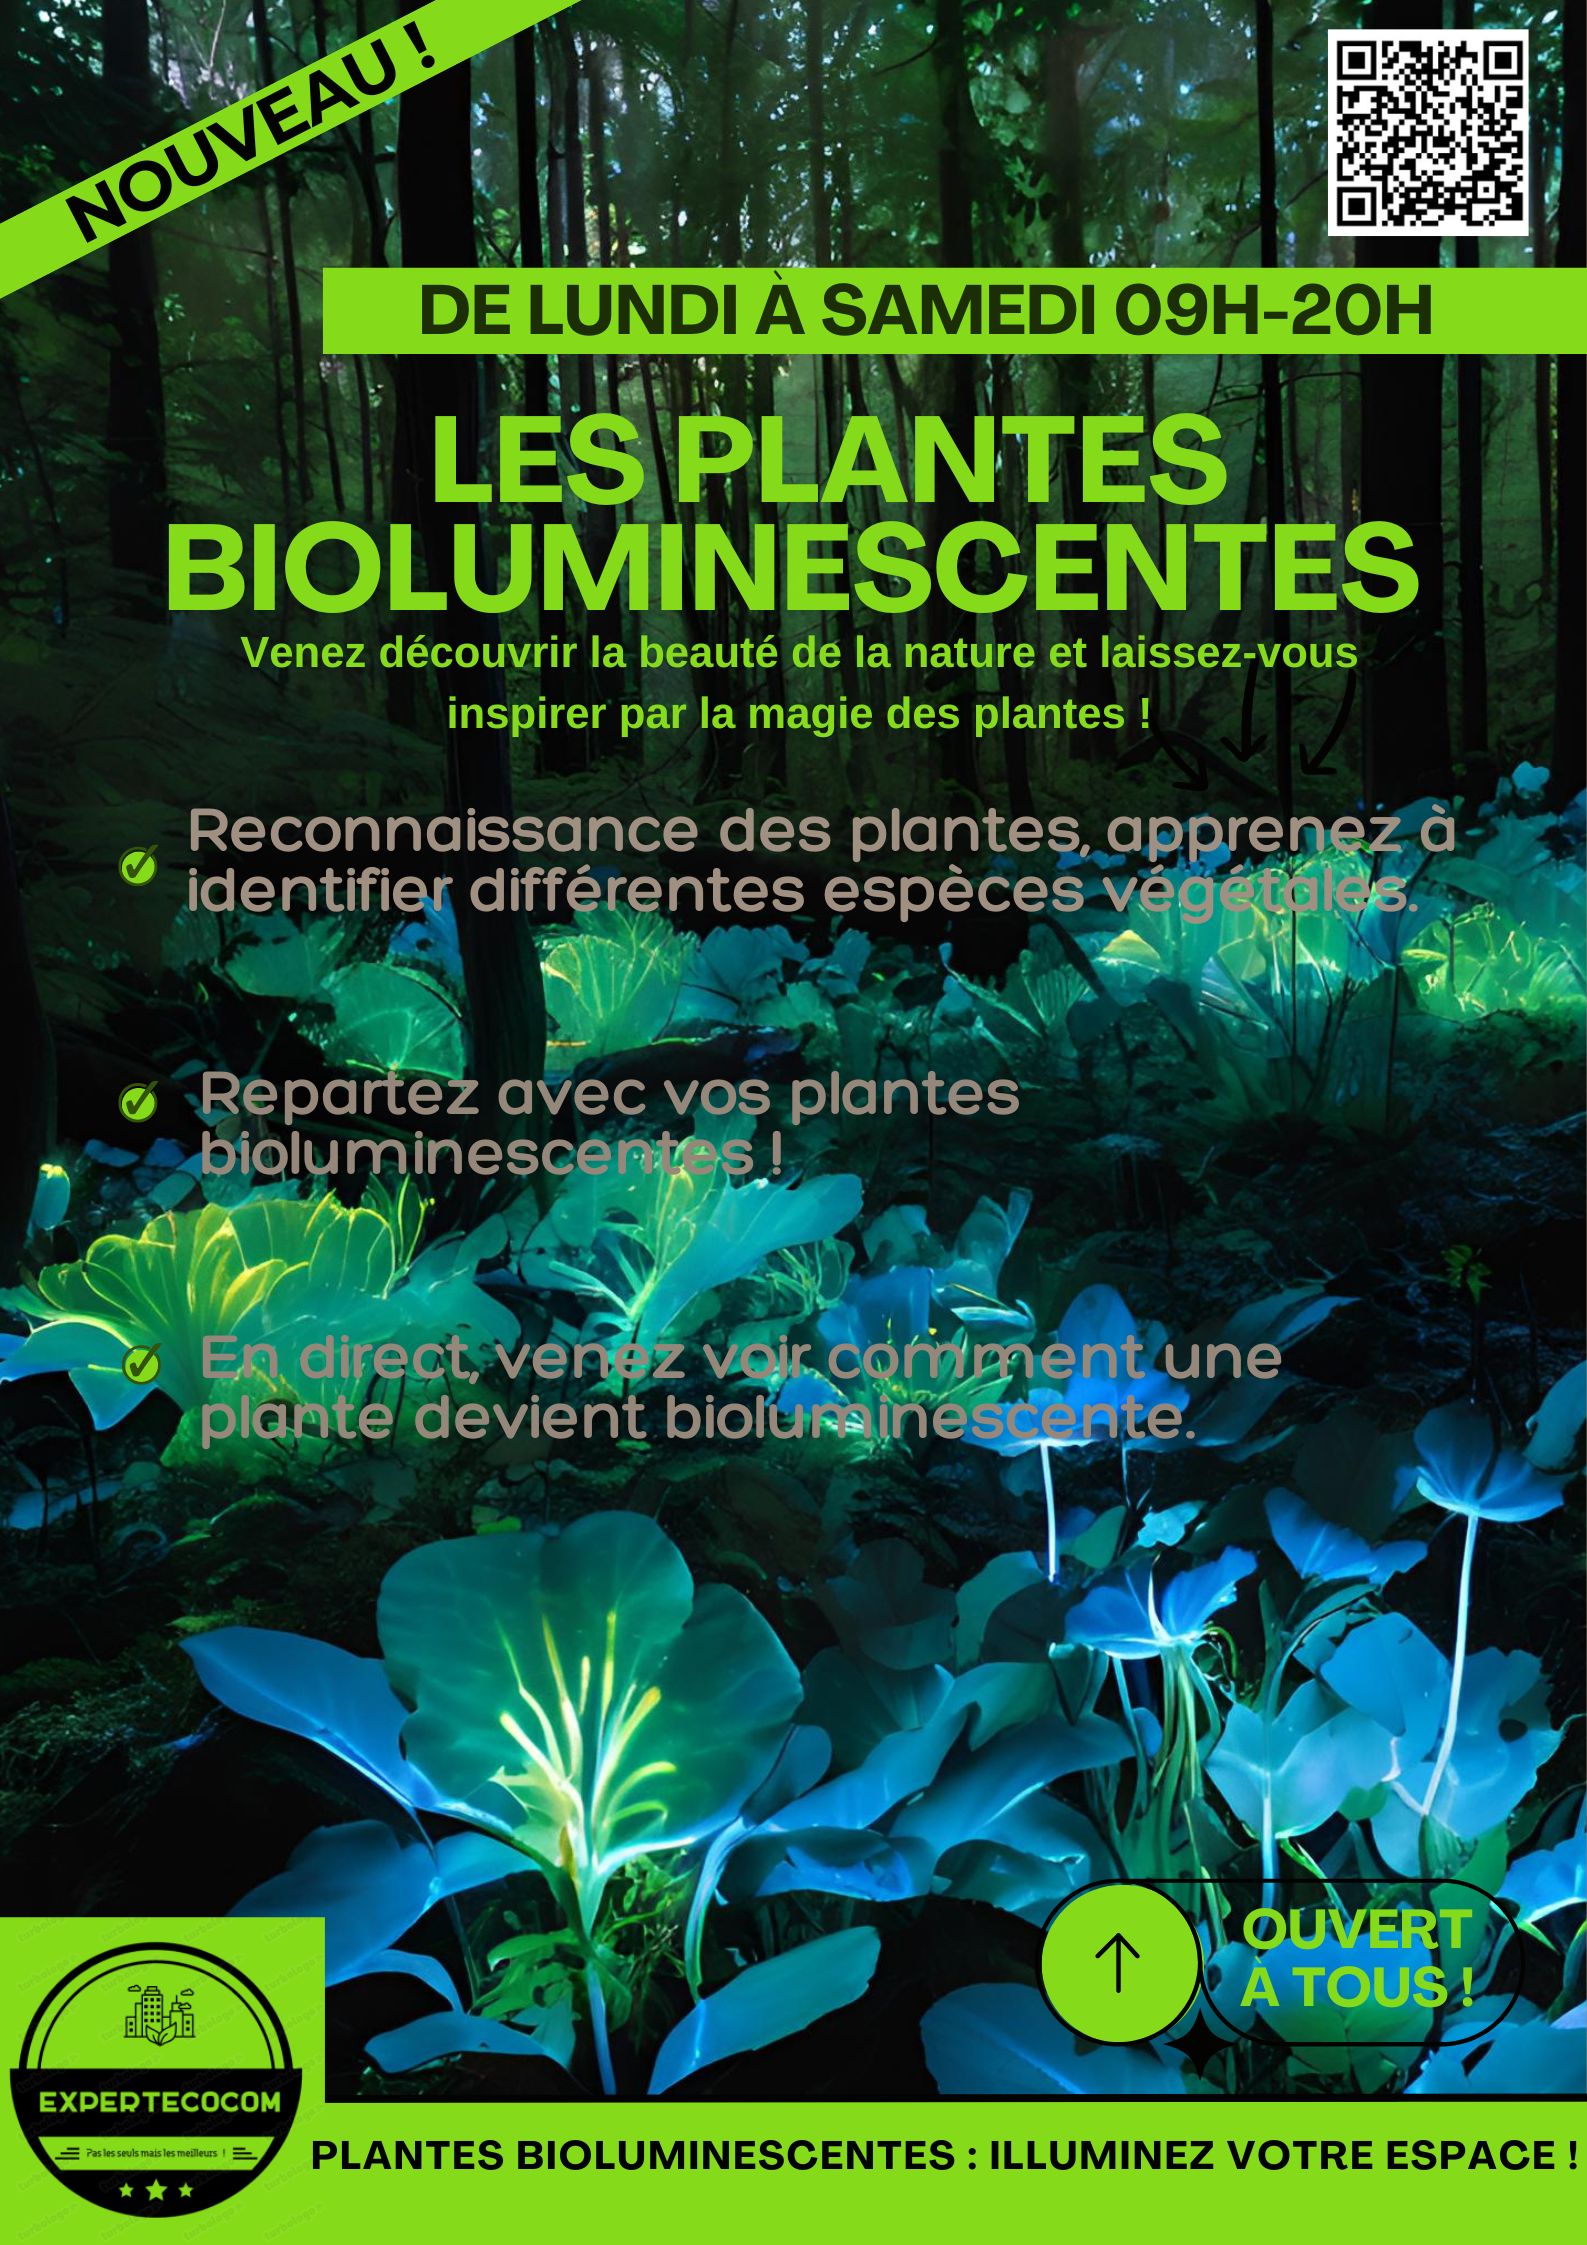 NOUVEAU !
DE LUNDI À SAMEDI 09H-20H
LES PLANTES
BIOLUMINESCENTES
Venez découvrir la beauté de la nature et laissez-vous
inspirer par la magie des plantes !
Reconnaissance des plantes, apprenez à
identifier différentes espèces végétales.
Repartez avec vos plantes
bioluminescentes !
En direct, venez voir comment une
plante devient bioluminescente.
OUVERT
A TOUS !
EXPERTECOCOM
Pas les seuls mais les meilleurs !
PLANTES BIOLUMINESCENTES : ILLUMINEZ VOTRE ESPACE !